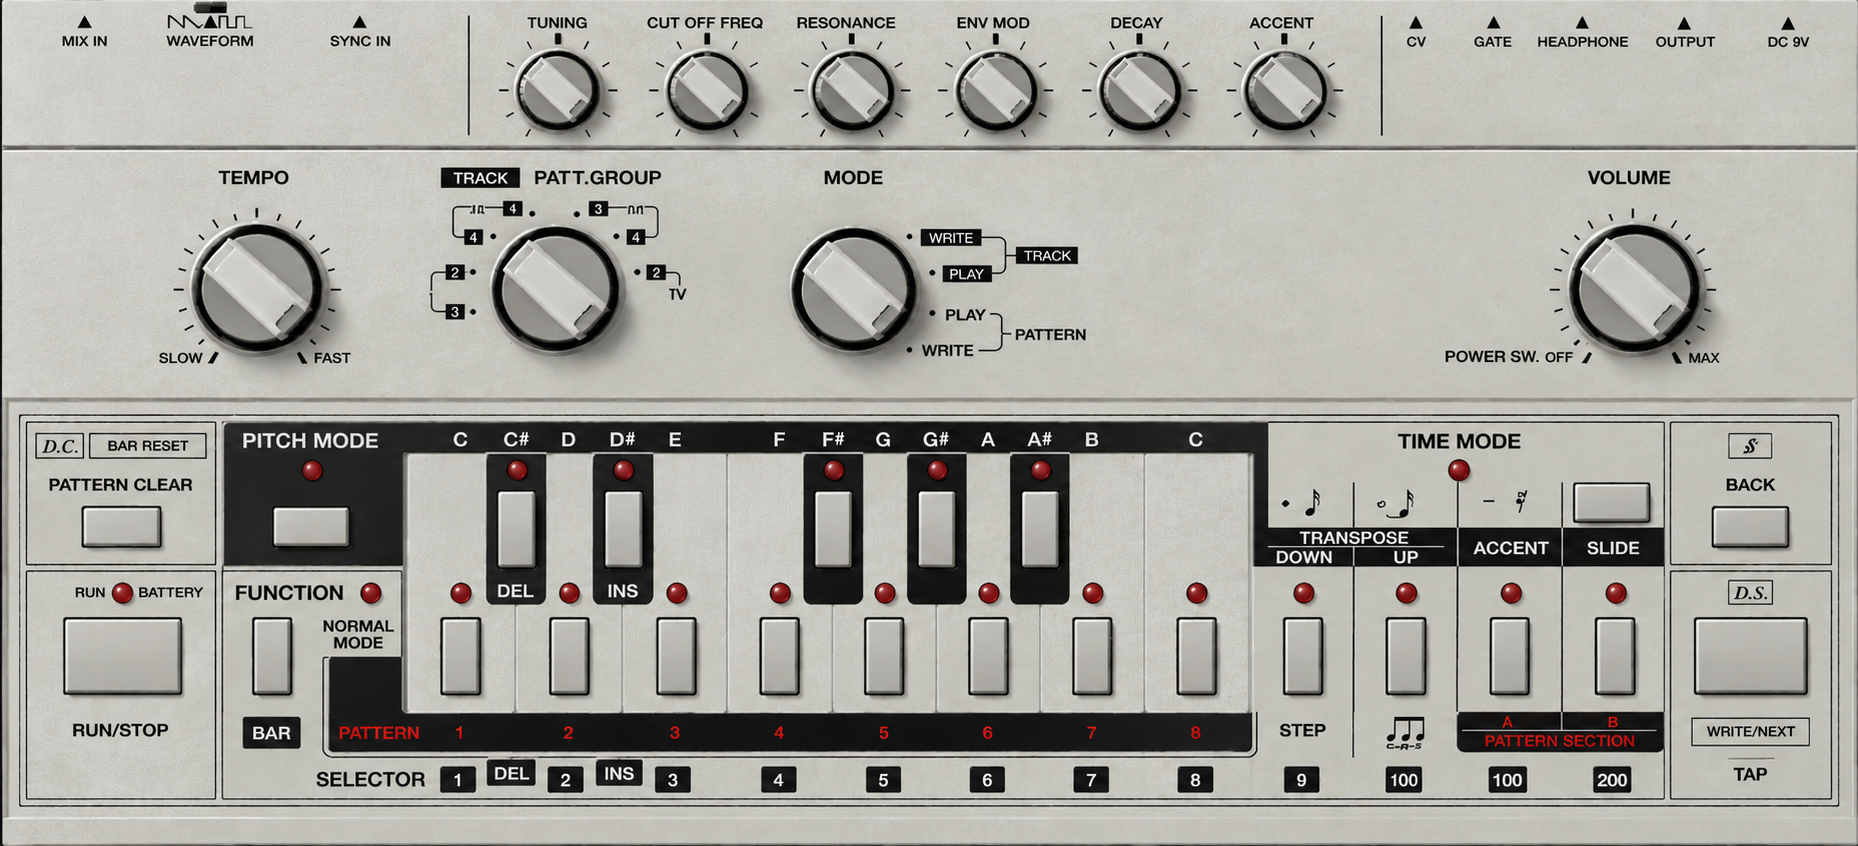 TUNING CUT OFF FREQ RESONANCE ENV MOD DECAY ACCENT
MIX IN WAVEFORM SYNC IN CV GATE HEADPHONE OUTPUT DC 9V
TEMPO TRACK PATT.GROUP MODE VOLUME
4 3
4 4 WRITE
TRACK
2 2 PLAY
TV
3 PLAY
PATTERN
WRITE
SLOW FAST POWER SW. OFF MAX
D.C. BAR RESET PITCH MODE C C# D D# E F F# G G# A A# B C TIME MODE S
PATTERN CLEAR BACK
TRANSPOSE
DOWN UP ACCENT SLIDE
RUN BATTERY FUNCTION DEL INS D.S.
NORMAL
MODE
RUN/STOP BAR PATTERN 1 2 3 4 5 6 7 8 STEP A B WRITE/NEXT
C-A-S PATTERN SECTION
SELECTOR 1 DEL 2 INS 3 4 5 6 7 8 9 100 100 200 TAP